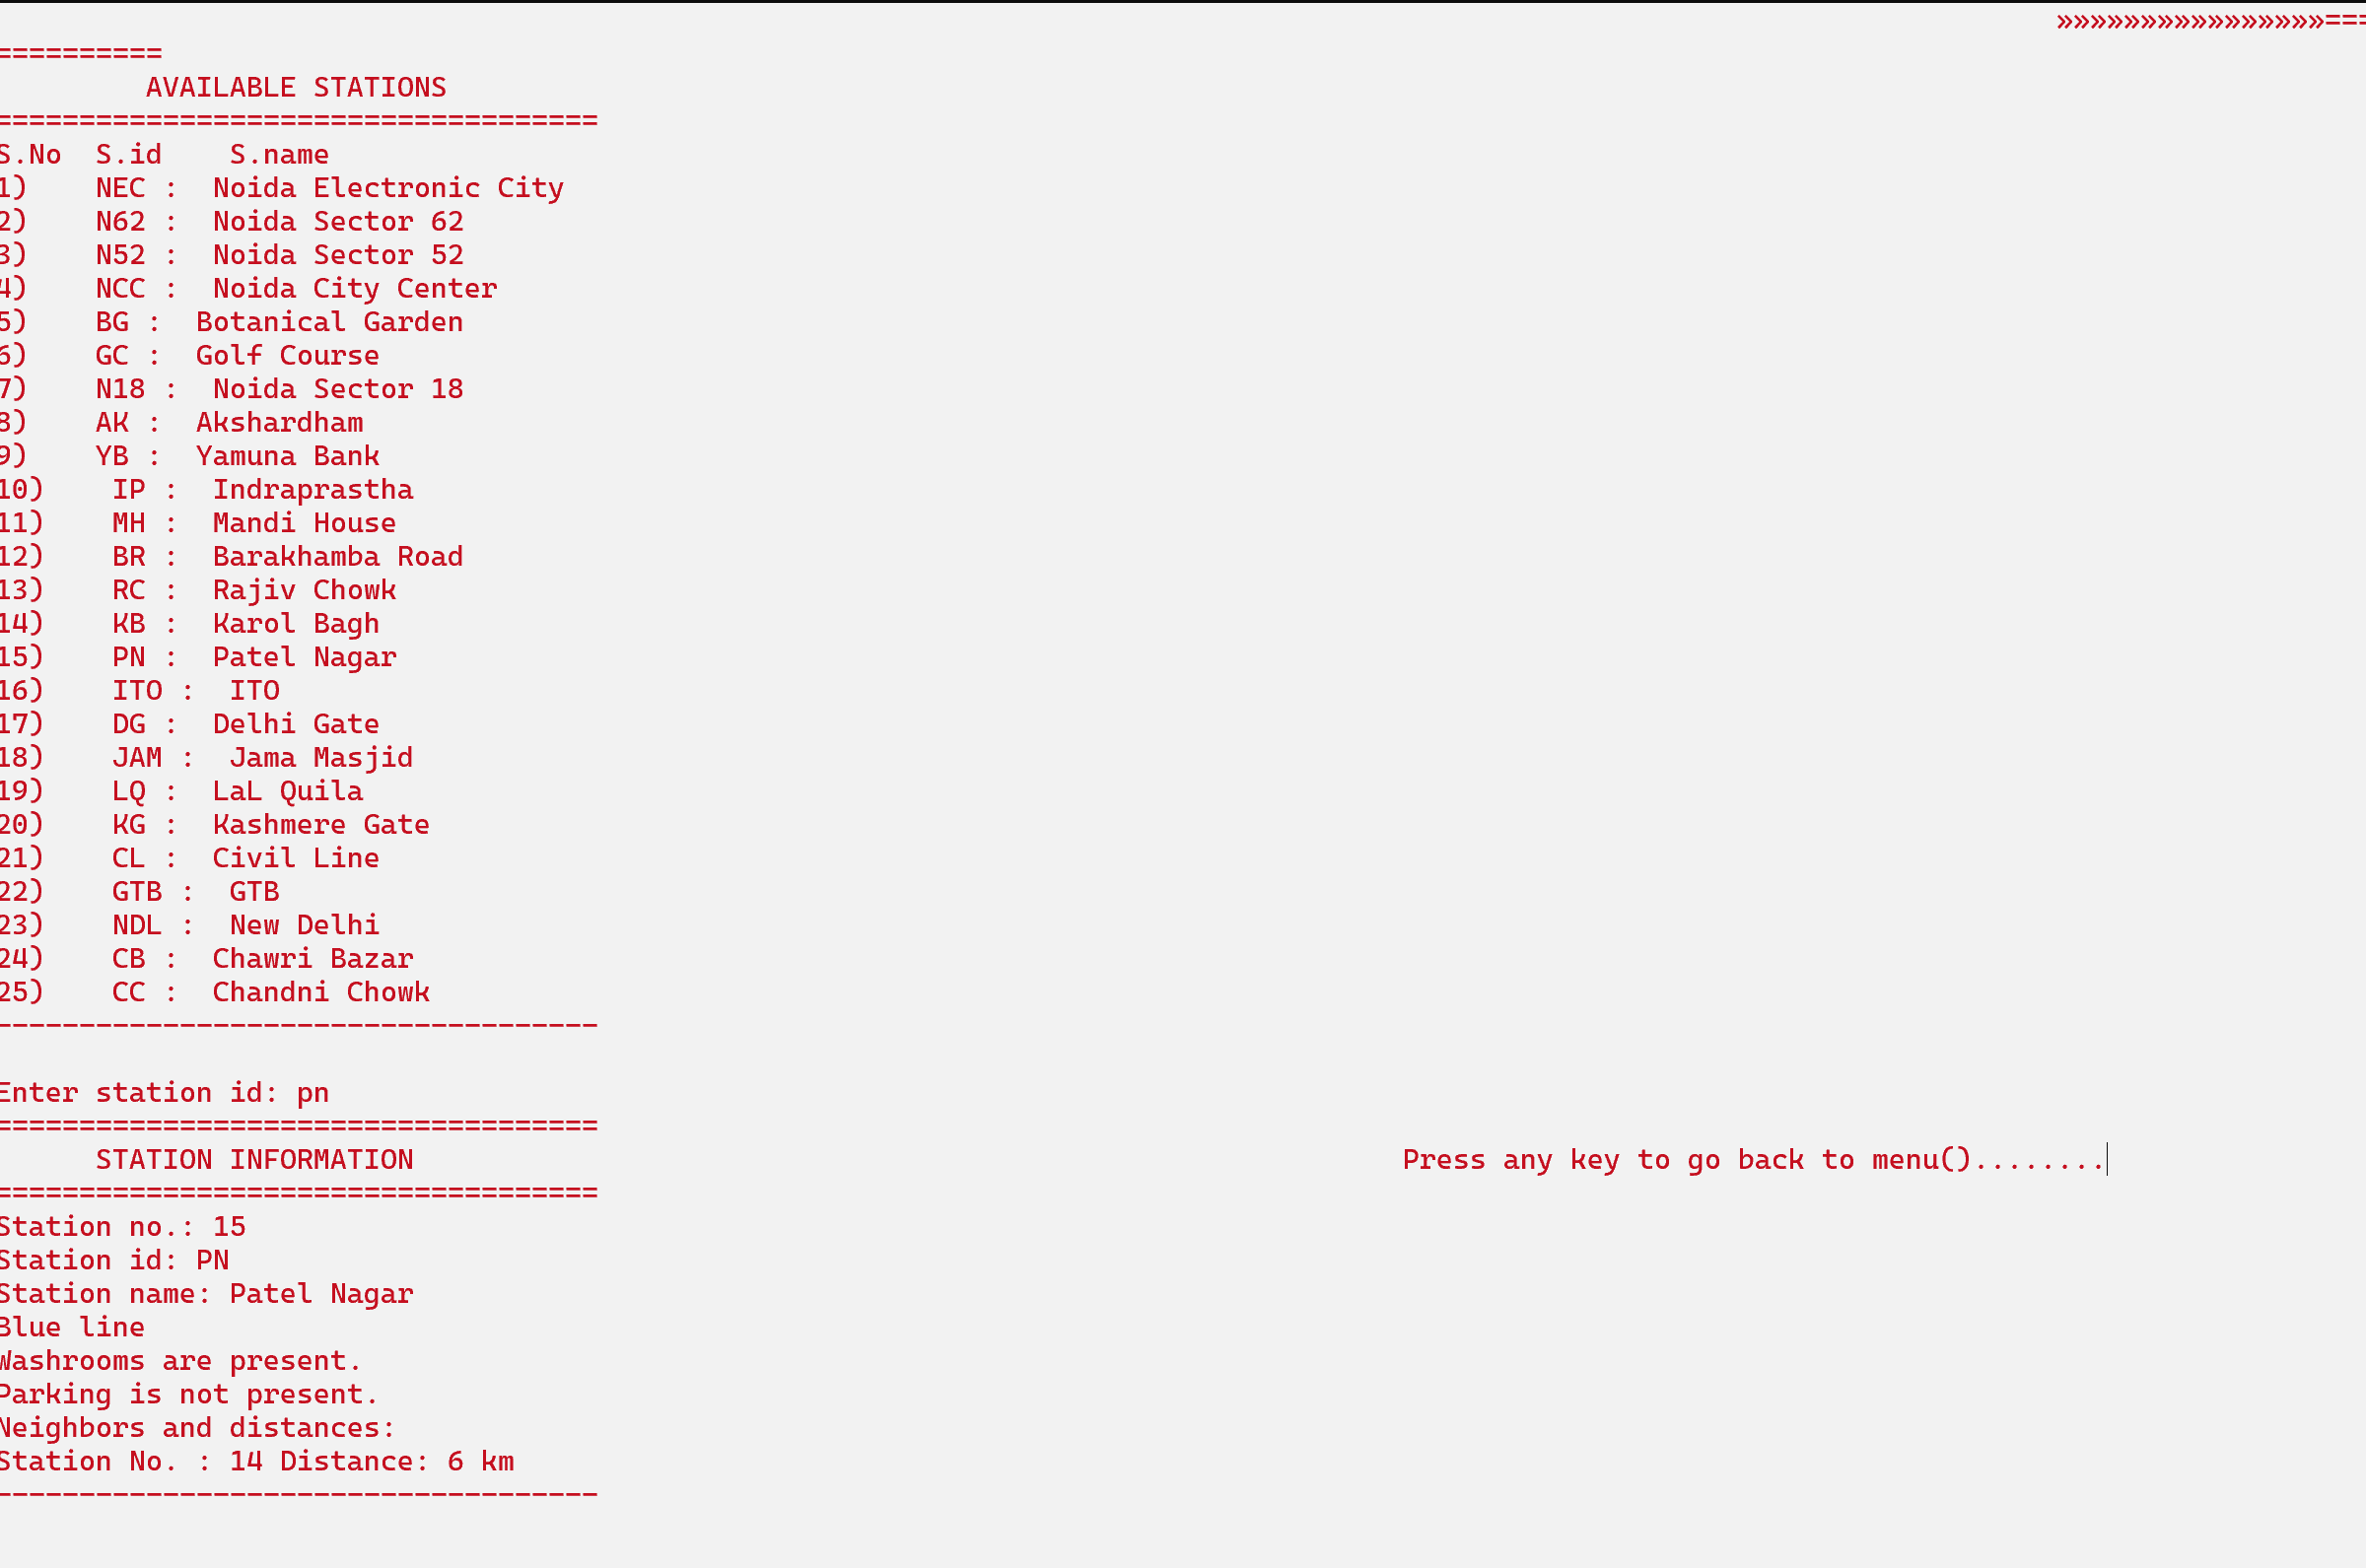 »»»»»»»»»»»»»»»»===
==========
AVAILABLE STATIONS
====================================
S.No  S.id    S.name
1)    NEC :  Noida Electronic City
2)    N62 :  Noida Sector 62
3)    N52 :  Noida Sector 52
4)    NCC :  Noida City Center
5)    BG :  Botanical Garden
6)    GC :  Golf Course
7)    N18 :  Noida Sector 18
8)    AK :  Akshardham
9)    YB :  Yamuna Bank
10)    IP :  Indraprastha
11)    MH :  Mandi House
12)    BR :  Barakhamba Road
13)    RC :  Rajiv Chowk
14)    KB :  Karol Bagh
15)    PN :  Patel Nagar
16)    ITO :  ITO
17)    DG :  Delhi Gate
18)    JAM :  Jama Masjid
19)    LQ :  LaL Quila
20)    KG :  Kashmere Gate
21)    CL :  Civil Line
22)    GTB :  GTB
23)    NDL :  New Delhi
24)    CB :  Chawri Bazar
25)    CC :  Chandni Chowk
------------------------------------
Enter station id: pn
====================================
STATION INFORMATION
Press any key to go back to menu()........
====================================
Station no.: 15
Station id: PN
Station name: Patel Nagar
Blue line
Washrooms are present.
Parking is not present.
Neighbors and distances:
Station No. : 14 Distance: 6 km
------------------------------------